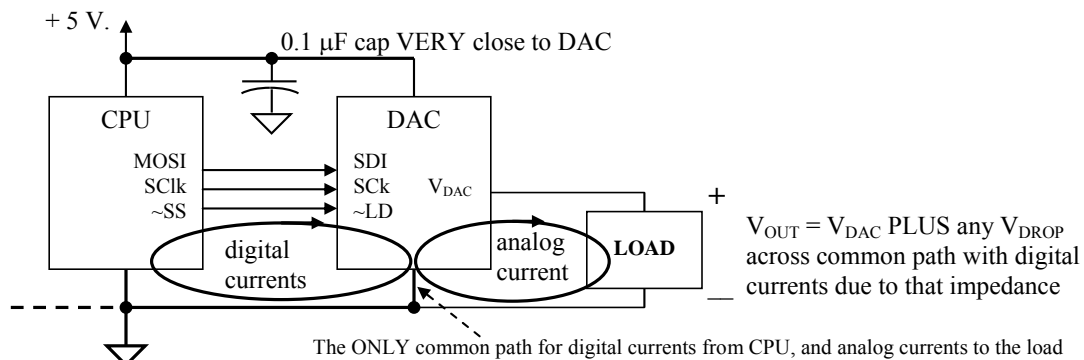 + 5 V.
0.1 μF cap VERY close to DAC
CPU
DAC
MOSI
SClk
~SS
SDI
SCk
~LD
V_DAC
digital
currents
analog
current
LOAD
+
__
V_OUT = V_DAC PLUS any V_DROP
across common path with digital
currents due to that impedance
The ONLY common path for digital currents from CPU, and analog currents to the load